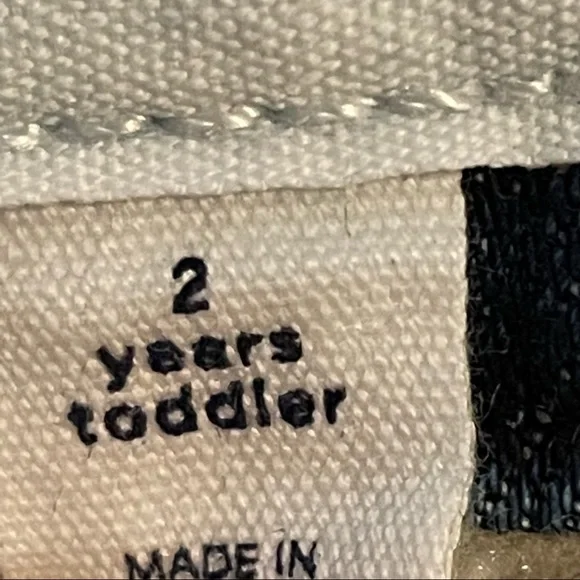 2
years
toddler
MADE IN